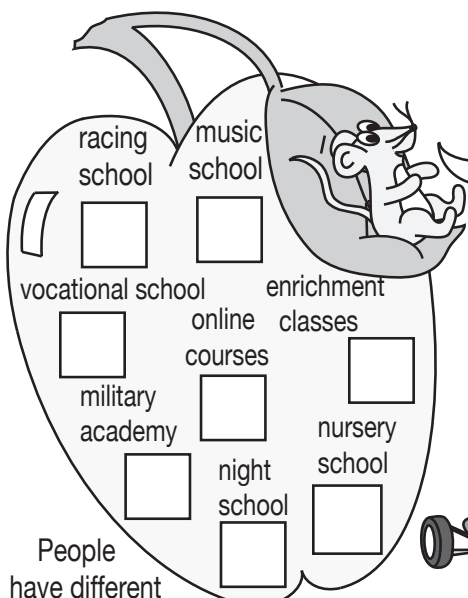 racing
school
music
school
vocational school
enrichment
classes
online
courses
military
academy
nursery
school
night
school
People
have different